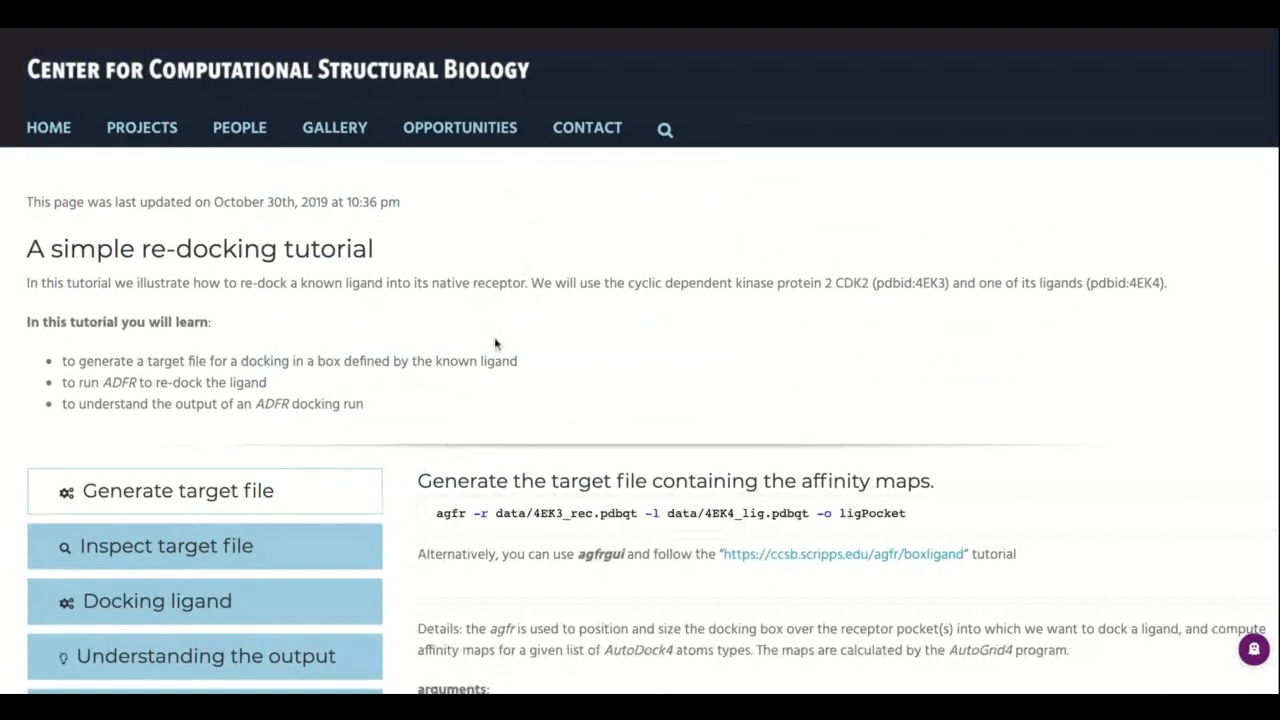 CENTER FOR COMPUTATIONAL STRUCTURAL BIOLOGY
HOME PROJECTS PEOPLE GALLERY OPPORTUNITIES CONTACT
This page was last updated on October 30th, 2019 at 10:36 pm
A simple re-docking tutorial
In this tutorial we illustrate how to re-dock a known ligand into its native receptor. We will use the cyclic dependent kinase protein 2 CDK2 (pdbid:4EK3) and one of its ligands (pdbid:4EK4).
In this tutorial you will learn:
to generate a target file for a docking in a box defined by the known ligand
to run ADFR to re-dock the ligand
to understand the output of an ADFR docking run
Generate target file
Inspect target file
Docking ligand
Understanding the output
Generate the target file containing the affinity maps.
agfr -r data/4EK3_rec.pdbqt -l data/4EK4_lig.pdbqt -o ligPocket
Alternatively, you can use agfrgui and follow the “https://ccsb.scripps.edu/agfr/boxligand” tutorial
Details: the agfr is used to position and size the docking box over the receptor pocket(s) into which we want to dock a ligand, and compute
affinity maps for a given list of AutoDock4 atoms types. The maps are calculated by the AutoGrid4 program.
arguments: